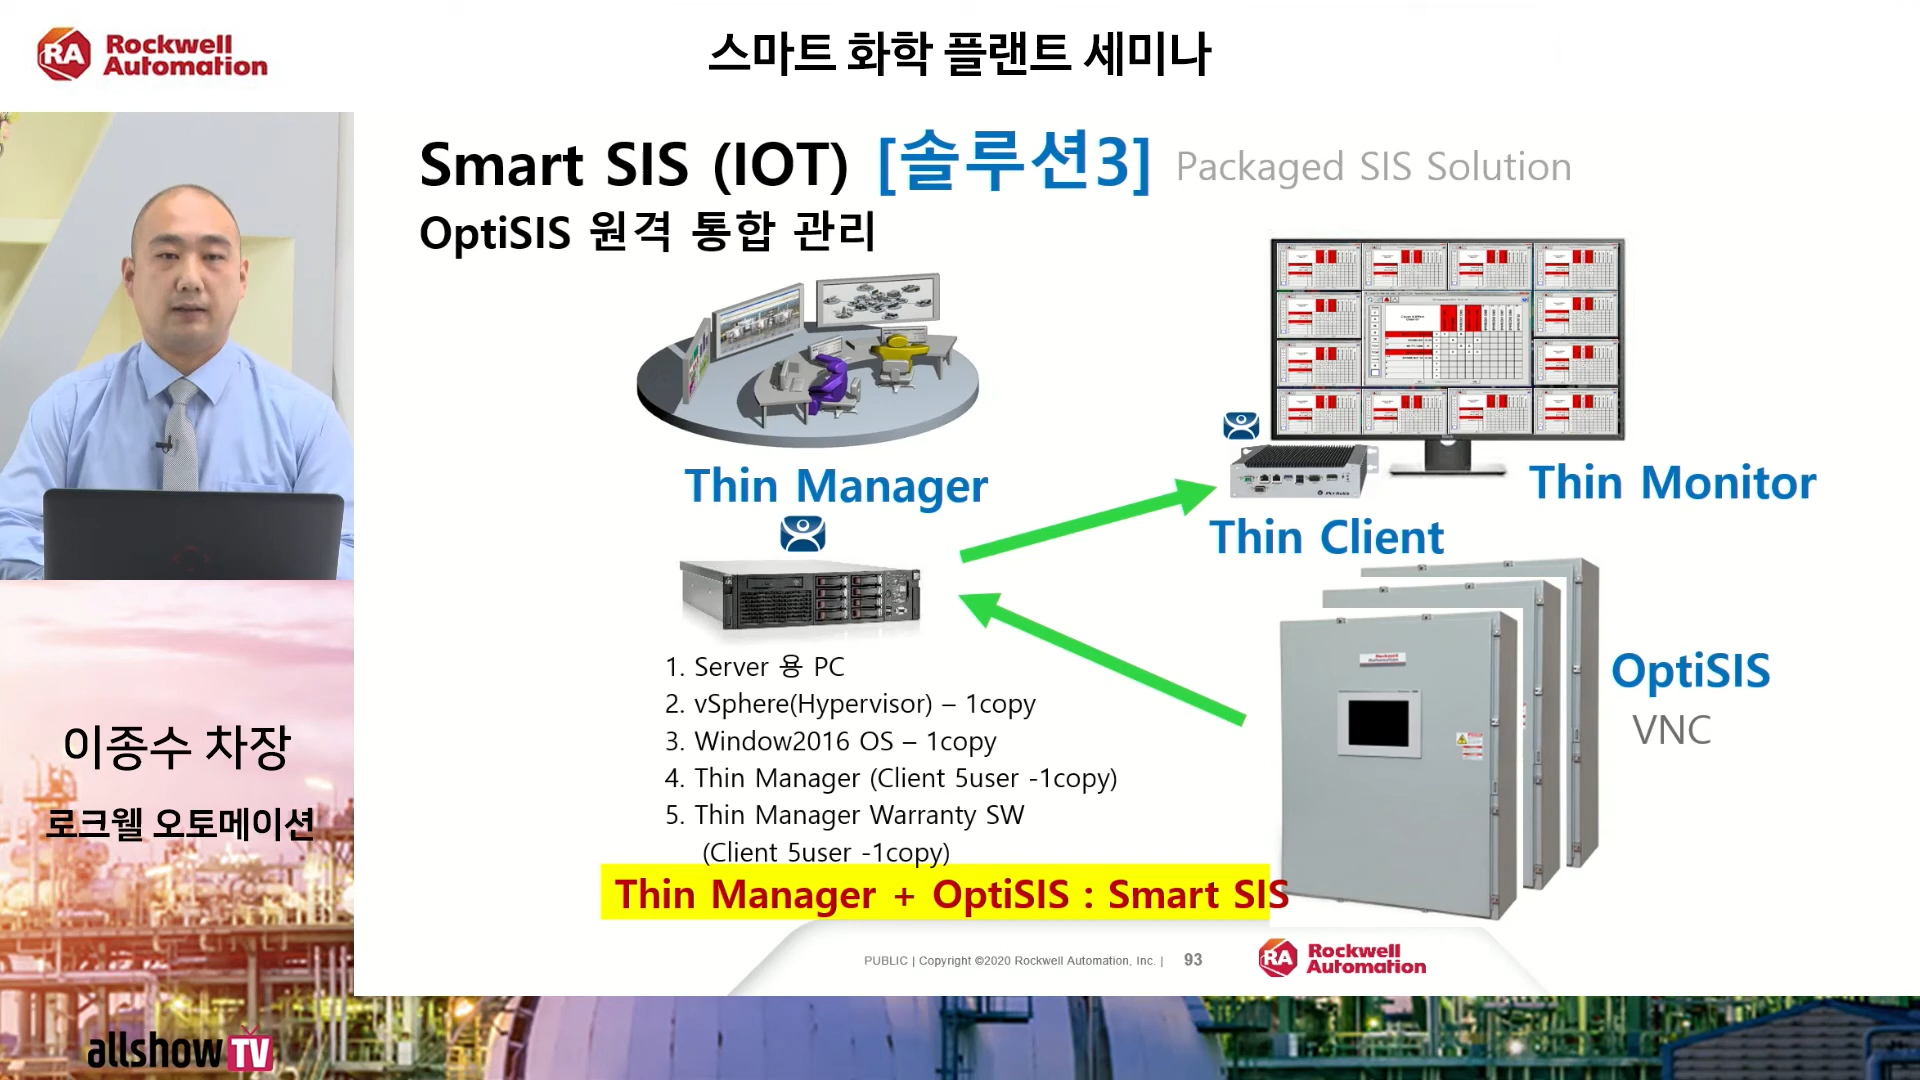 Rockwell
Automation
스마트 화학 플랜트 세미나
Smart SIS (IOT) [솔루션3] Packaged SIS Solution
OptiSIS 원격 통합 관리
Thin Manager
Thin Monitor
Thin Client
1. Server 용 PC
2. vSphere(Hypervisor) – 1copy
3. Window2016 OS – 1copy
4. Thin Manager (Client 5user -1copy)
5. Thin Manager Warranty SW
(Client 5user -1copy)
OptiSIS
VNC
Thin Manager + OptiSIS : Smart SIS
이종수 차장
로크웰 오토메이션
PUBLIC | Copyright ©2020 Rockwell Automation, Inc. | 93
Rockwell
Automation
allshow TV